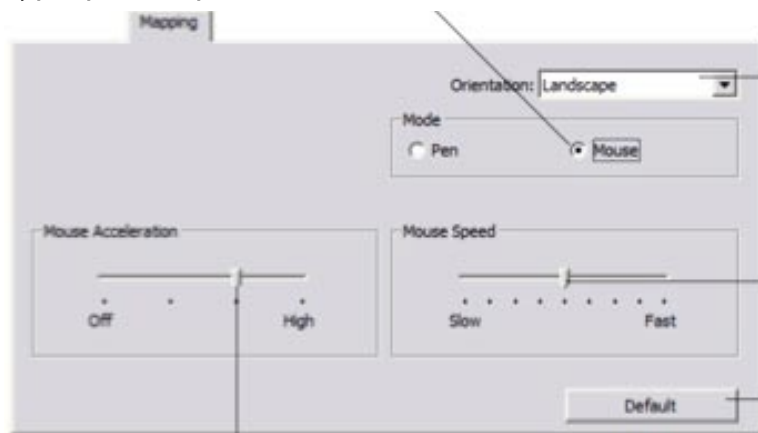 Mapping
Orientation: Landscape
Mode
Pen
Mouse
Mouse Acceleration
Off
High
Mouse Speed
Slow
Fast
Default